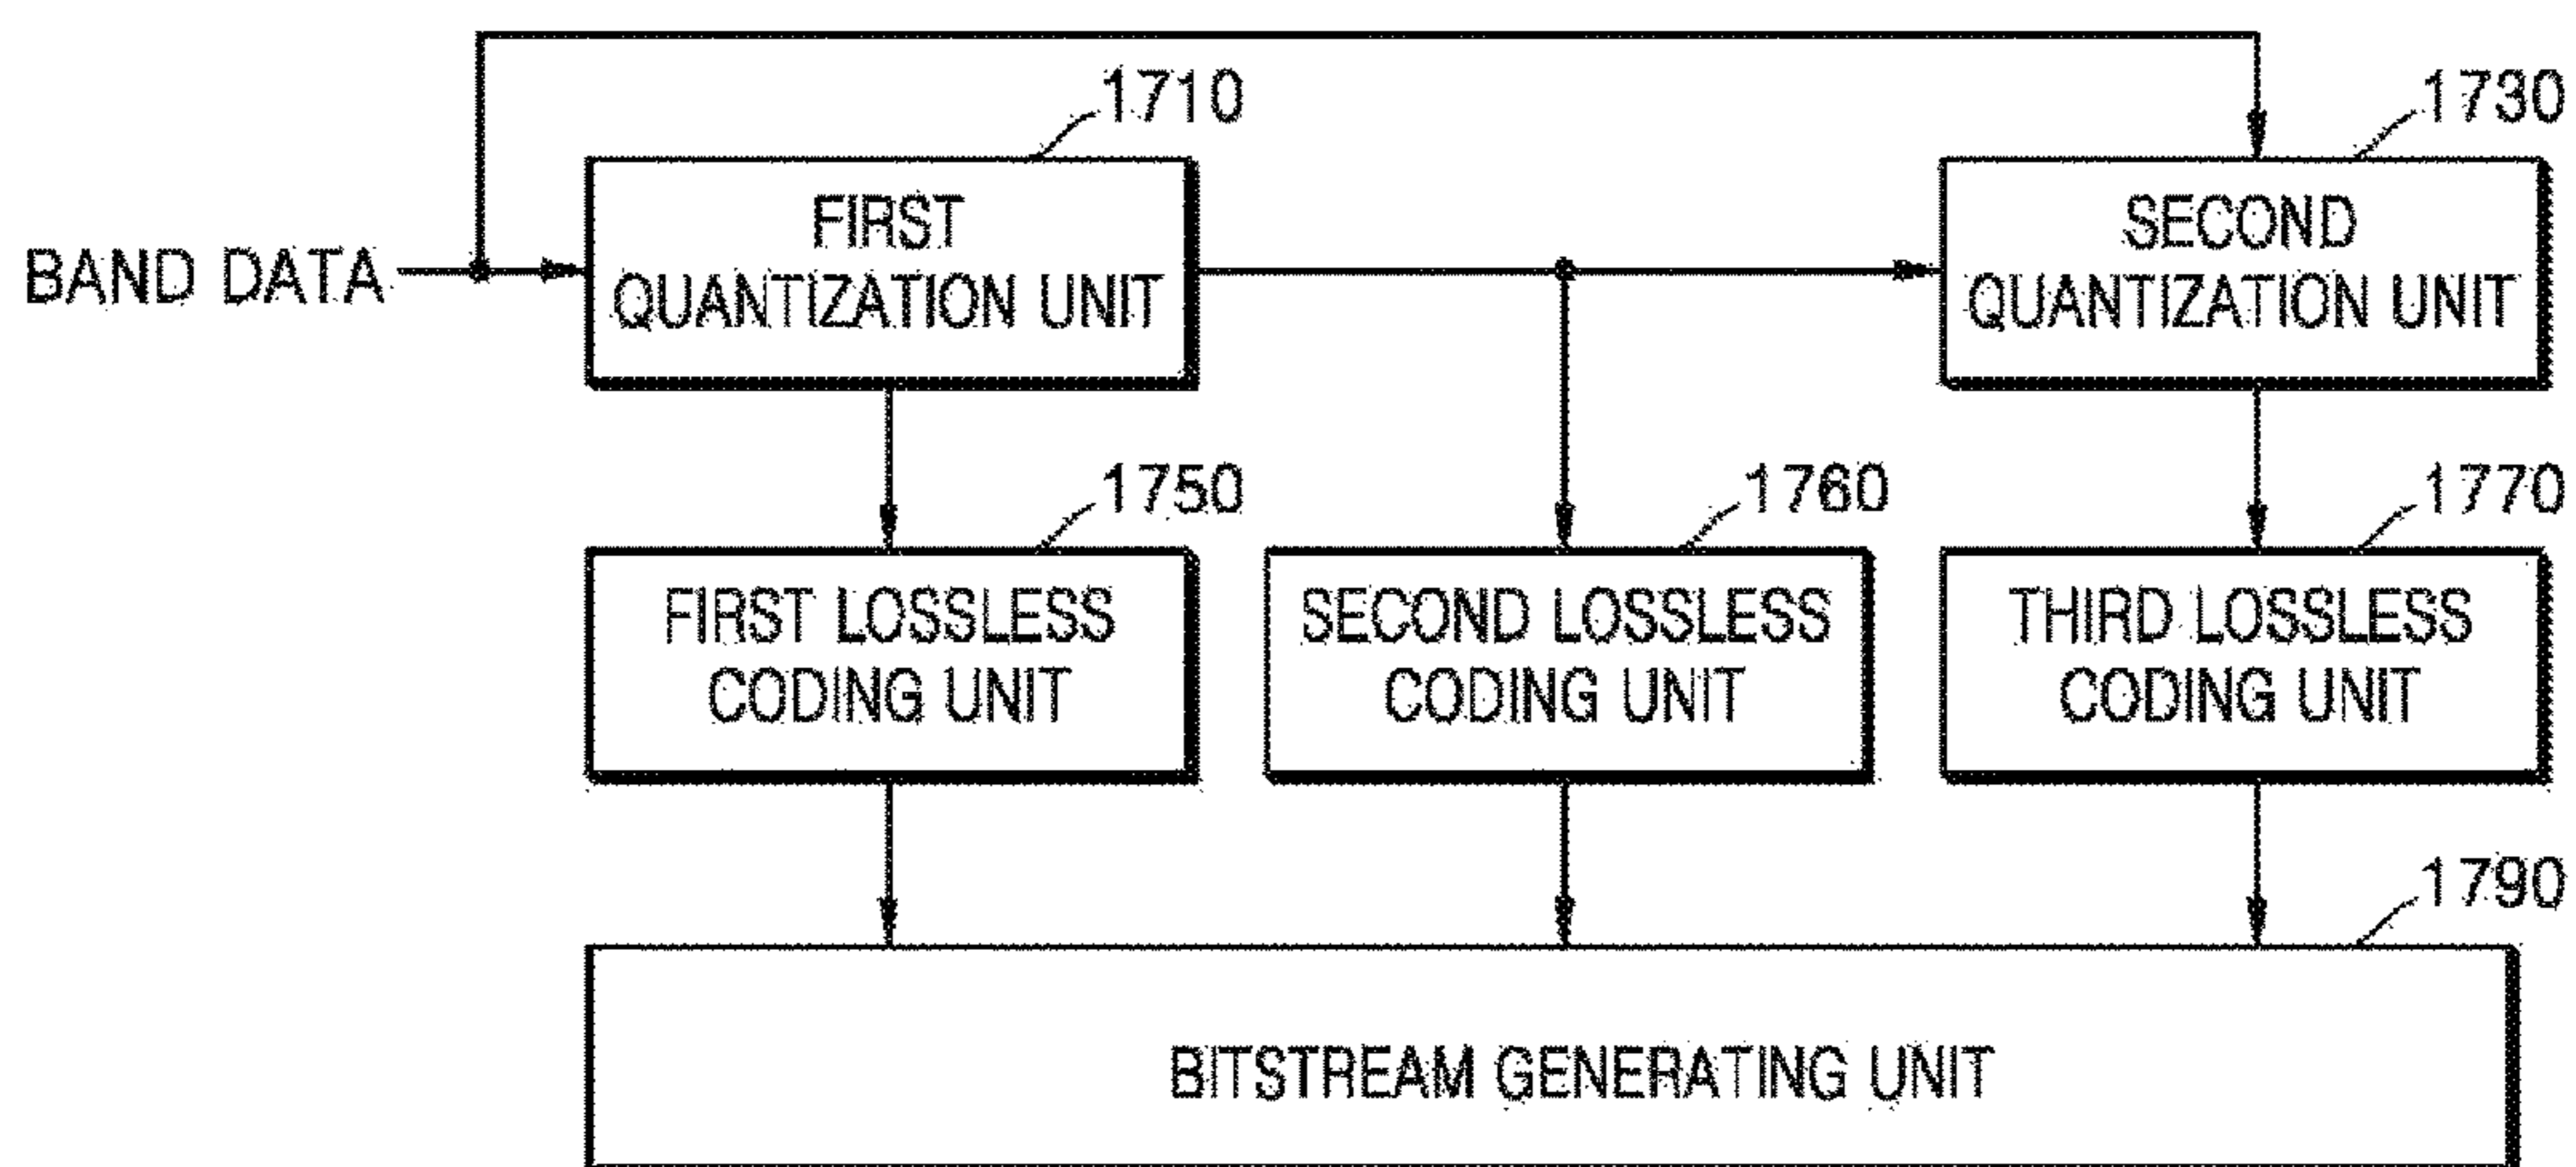 1710
1730
BAND DATA
FIRST
QUANTIZATION UNIT
SECOND
QUANTIZATION UNIT
1750
1760
1770
FIRST LOSSLESS
CODING UNIT
SECOND LOSSLESS
CODING UNIT
THIRD LOSSLESS
CODING UNIT
1790
BITSTREAM GENERATING UNIT